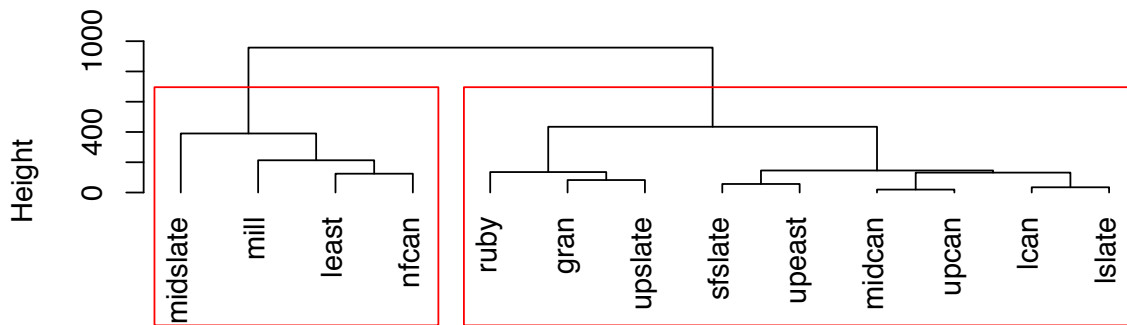 Height
1000
400
0
midslate
mill
least
nfcan
ruby
gran
upslate
sfslate
upeast
midcan
upcan
lcan
lslate